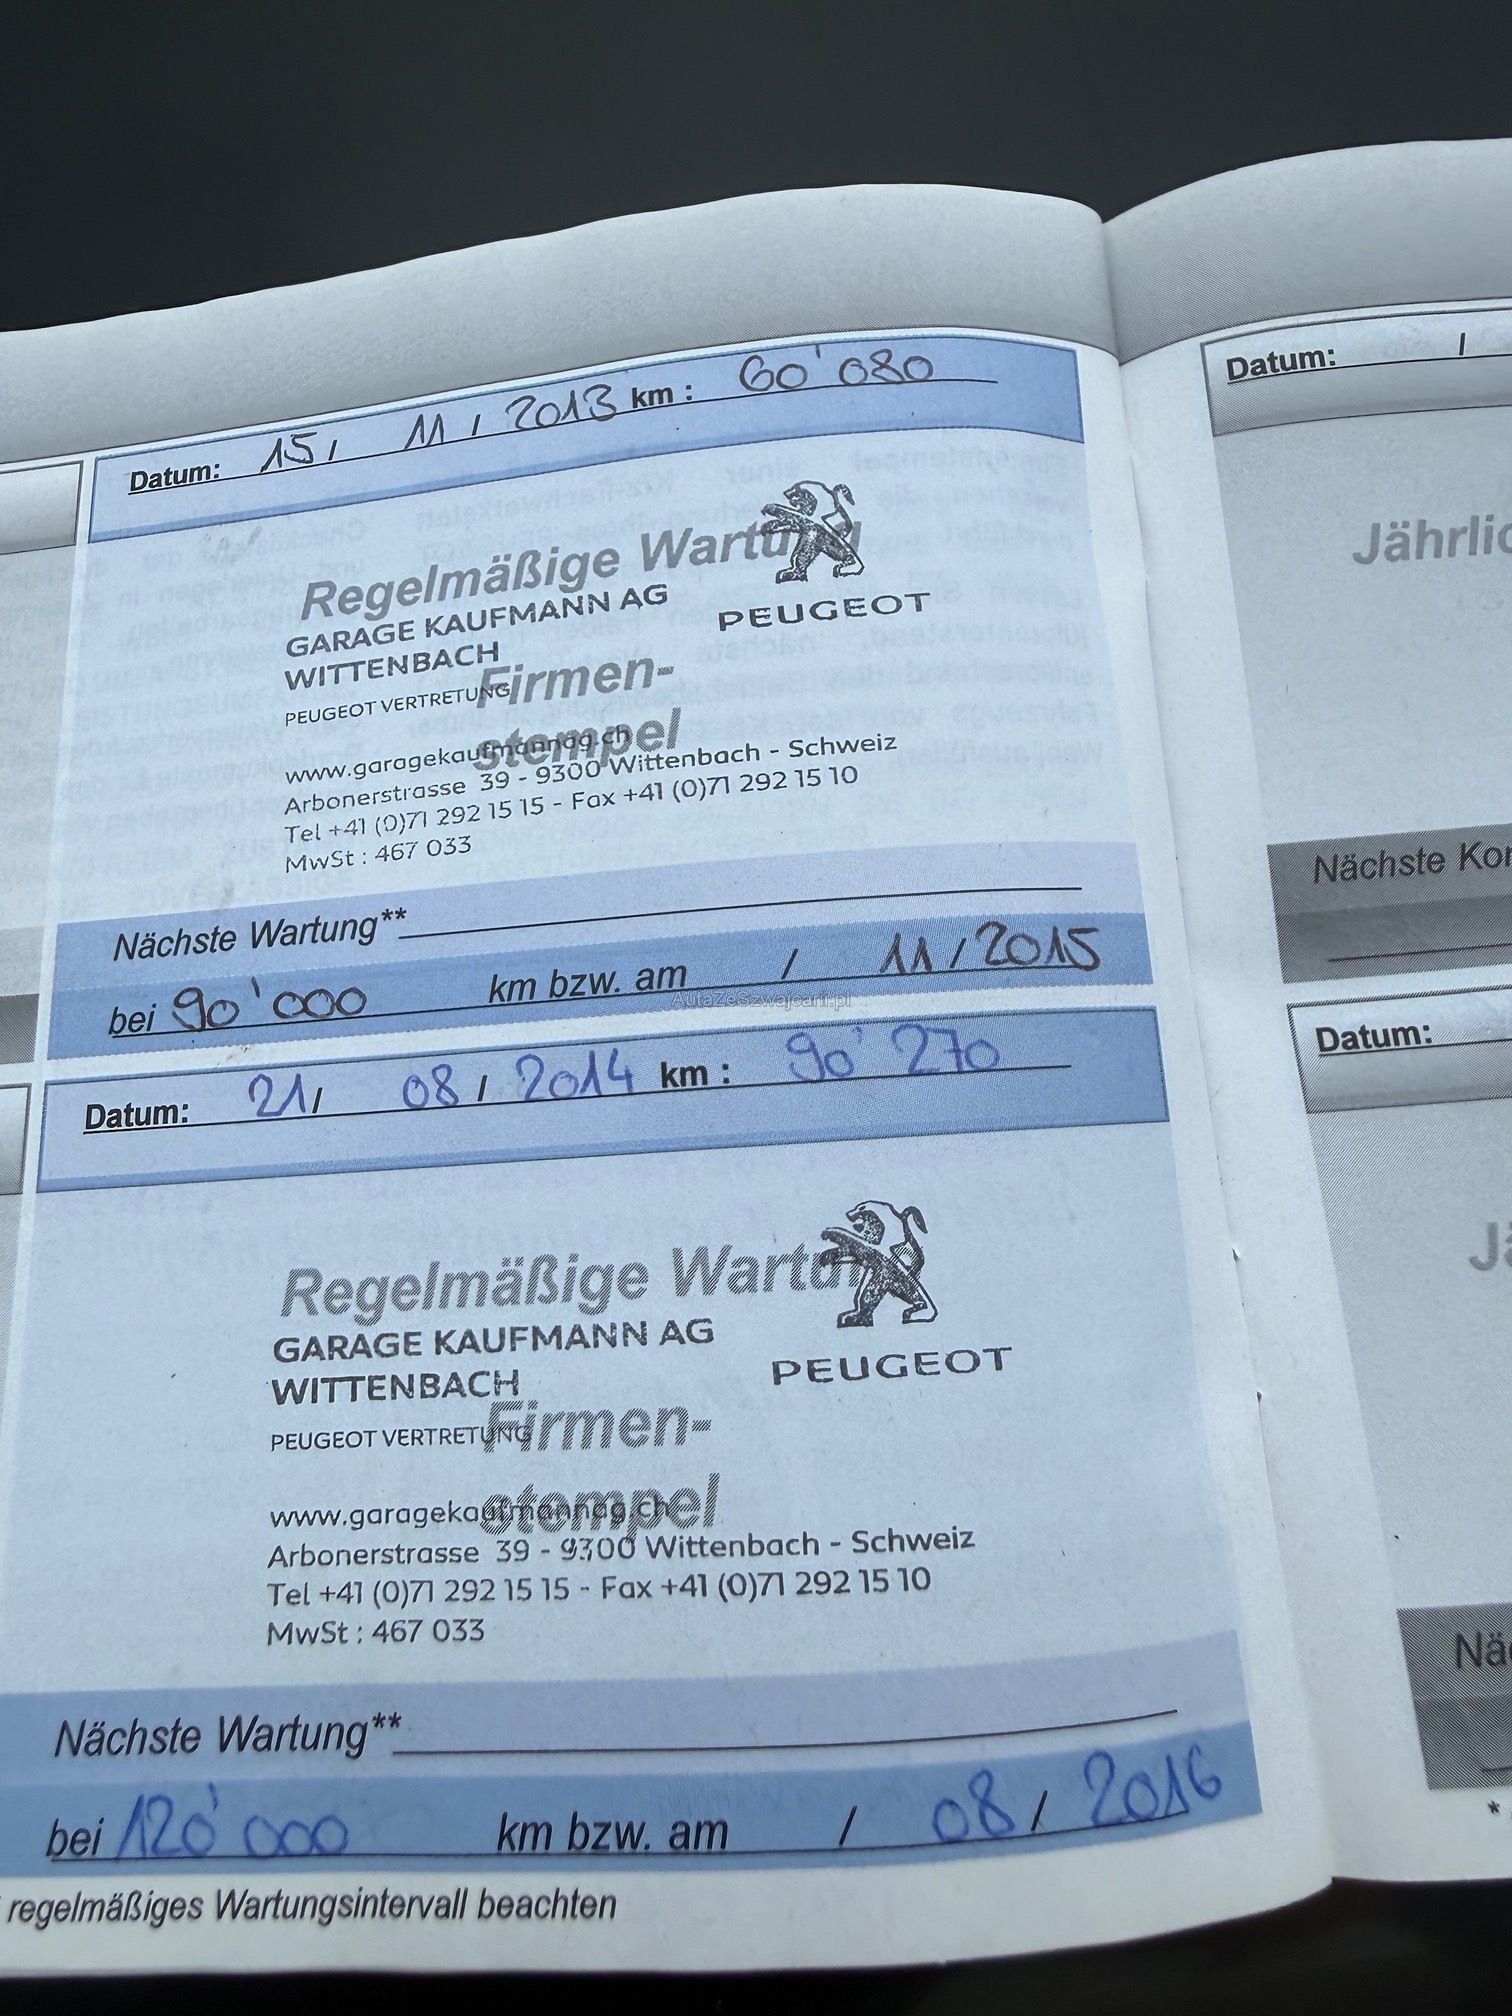 Datum: 15 / 11 / 2013 km : 60'080
Regelmäßige Wartung
PEUGEOT
GARAGE KAUFMANN AG
WITTENBACH
PEUGEOT VERTRETUNG
Firmen-
stempel
www.garagekaufmannag.ch
Arbonerstrasse 39 - 9300 Wittenbach - Schweiz
Tel +41 (0)71 292 15 15 - Fax +41 (0)71 292 15 10
MwSt : 467 033
Nächste Wartung**
bei 90'000 km bzw. am / 11 / 2015
AutaZeSzwajcarii.pl
Datum: 21 / 08 / 2014 km : 90'270
Regelmäßige Wartung
GARAGE KAUFMANN AG
WITTENBACH
PEUGEOT
PEUGEOT VERTRETUNG
Firmen-
stempel
www.garagekaufmannag.ch
Arbonerstrasse 39 - 9300 Wittenbach - Schweiz
Tel +41 (0)71 292 15 15 - Fax +41 (0)71 292 15 10
MwSt : 467 033
Nächste Wartung**
bei 120'000 km bzw. am / 08 / 2016
regelmäßiges Wartungsintervall beachten
Datum: /
Jährlic
Nächste Kon
Datum:
Jä
Näc
*